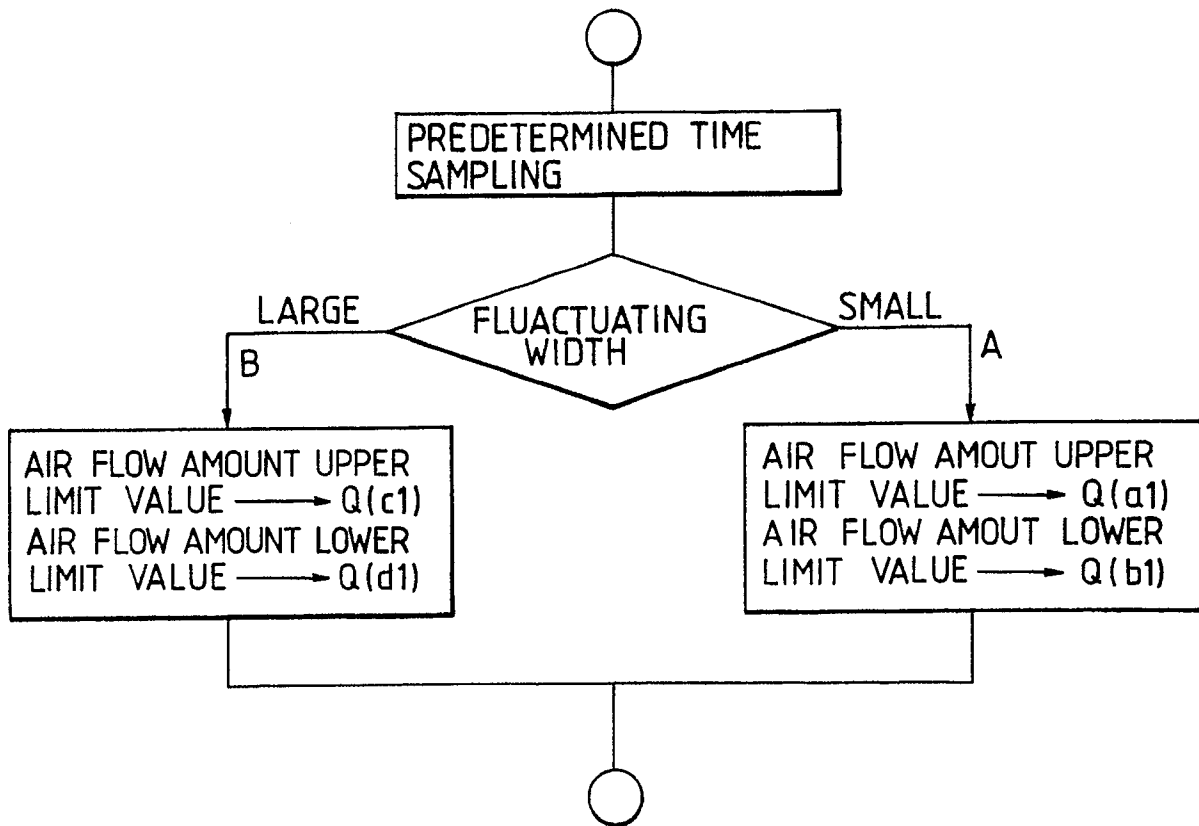 PREDETERMINED TIME
SAMPLING
FLUACTUATING
WIDTH
LARGE
B
SMALL
A
AIR FLOW AMOUNT UPPER
LIMIT VALUE ⟶ Q(c1)
AIR FLOW AMOUNT LOWER
LIMIT VALUE ⟶ Q(d1)
AIR FLOW AMOUT UPPER
LIMIT VALUE ⟶ Q(a1)
AIR FLOW AMOUT LOWER
LIMIT VALUE ⟶ Q(b1)